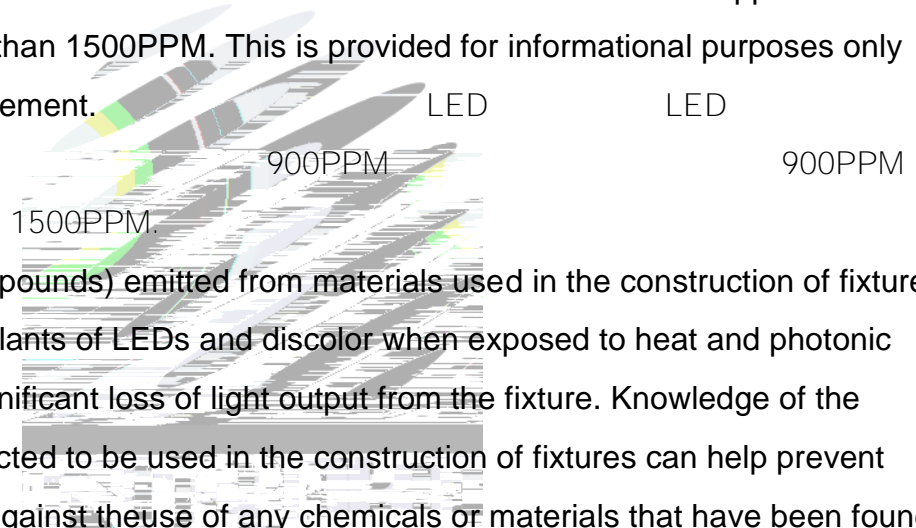 than 1500PPM. This is provided for informational purposes only
ement. LED LED
900PPM 900PPM
1500PPM.
pounds) emitted from materials used in the construction of fixture
lants of LEDs and discolor when exposed to heat and photonic
nificant loss of light output from the fixture. Knowledge of the
cted to be used in the construction of fixtures can help prevent
gainst theuse of any chemicals or materials that have been foun